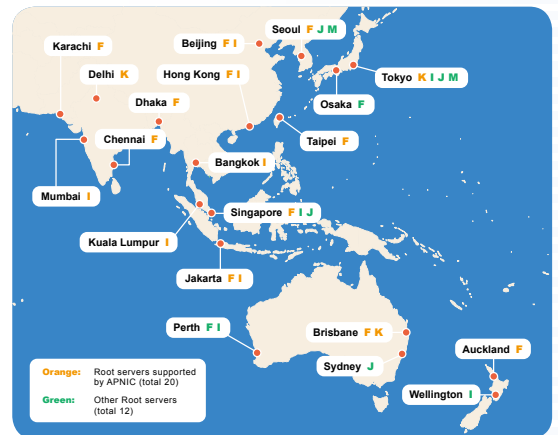 Seoul F J M
Beijing F I
Karachi F
Delhi K
Hong Kong F I
Tokyo K I J M
Dhaka F
Osaka F
Chennai F
Taipei F
Bangkok I
Mumbai I
Singapore F I J
Kuala Lumpur I
Jakarta F I
Perth F I
Brisbane F K
Auckland F
Sydney J
Wellington I
Orange: Root servers supported
by APNIC (total 20)
Green: Other Root servers
(total 12)